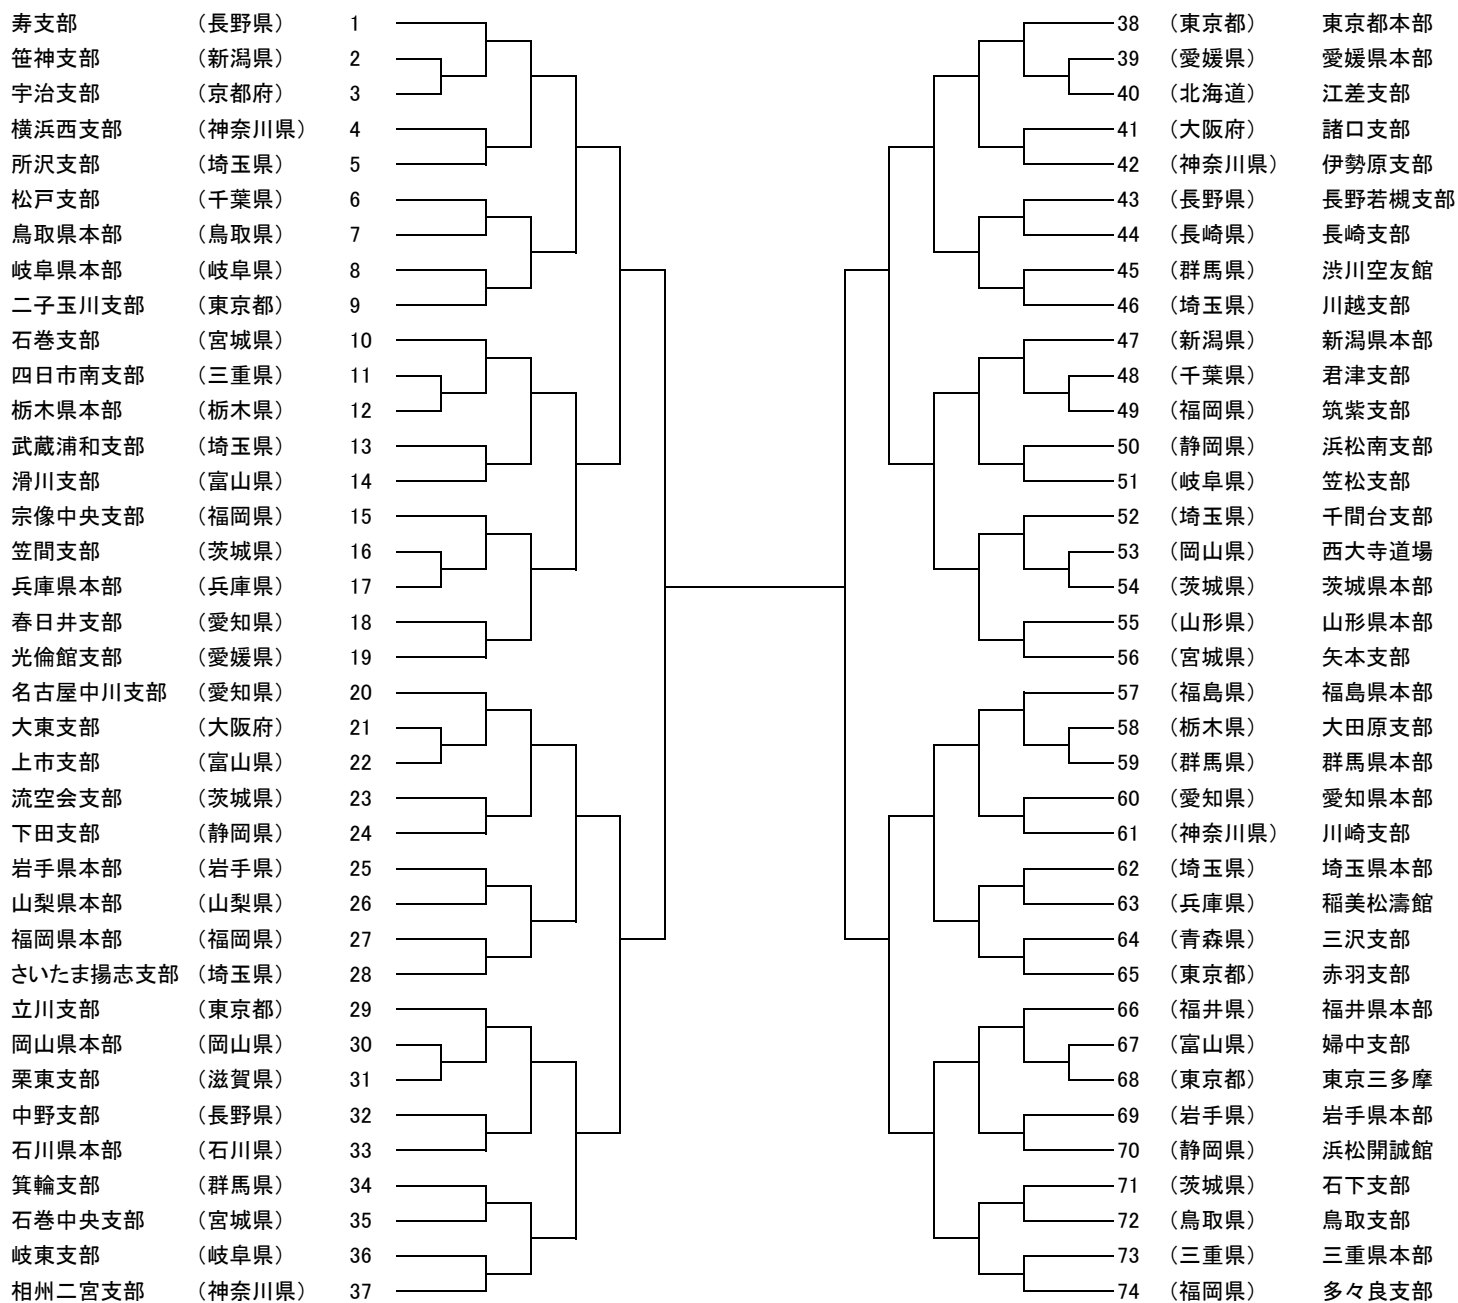 寿支部 （長野県） 1
笹神支部 （新潟県） 2
宇治支部 （京都府） 3
横浜西支部 （神奈川県） 4
所沢支部 （埼玉県） 5
松戸支部 （千葉県） 6
鳥取県本部 （鳥取県） 7
岐阜県本部 （岐阜県） 8
二子玉川支部 （東京都） 9
石巻支部 （宮城県） 10
四日市南支部 （三重県） 11
栃木県本部 （栃木県） 12
武蔵浦和支部 （埼玉県） 13
滑川支部 （富山県） 14
宗像中央支部 （福岡県） 15
笠間支部 （茨城県） 16
兵庫県本部 （兵庫県） 17
春日井支部 （愛知県） 18
光倫館支部 （愛媛県） 19
名古屋中川支部 （愛知県） 20
大東支部 （大阪府） 21
上市支部 （富山県） 22
流空会支部 （茨城県） 23
下田支部 （静岡県） 24
岩手県本部 （岩手県） 25
山梨県本部 （山梨県） 26
福岡県本部 （福岡県） 27
さいたま揚志支部 （埼玉県） 28
立川支部 （東京都） 29
岡山県本部 （岡山県） 30
栗東支部 （滋賀県） 31
中野支部 （長野県） 32
石川県本部 （石川県） 33
箕輪支部 （群馬県） 34
石巻中央支部 （宮城県） 35
岐東支部 （岐阜県） 36
相州二宮支部 （神奈川県） 37
38 （東京都） 東京都本部
39 （愛媛県） 愛媛県本部
40 （北海道） 江差支部
41 （大阪府） 諸口支部
42 （神奈川県） 伊勢原支部
43 （長野県） 長野若槻支部
44 （長崎県） 長崎支部
45 （群馬県） 渋川空友館
46 （埼玉県） 川越支部
47 （新潟県） 新潟県本部
48 （千葉県） 君津支部
49 （福岡県） 筑紫支部
50 （静岡県） 浜松南支部
51 （岐阜県） 笠松支部
52 （埼玉県） 千間台支部
53 （岡山県） 西大寺道場
54 （茨城県） 茨城県本部
55 （山形県） 山形県本部
56 （宮城県） 矢本支部
57 （福島県） 福島県本部
58 （栃木県） 大田原支部
59 （群馬県） 群馬県本部
60 （愛知県） 愛知県本部
61 （神奈川県） 川崎支部
62 （埼玉県） 埼玉県本部
63 （兵庫県） 稲美松濤館
64 （青森県） 三沢支部
65 （東京都） 赤羽支部
66 （福井県） 福井県本部
67 （富山県） 婦中支部
68 （東京都） 東京三多摩
69 （岩手県） 岩手県本部
70 （静岡県） 浜松開誠館
71 （茨城県） 石下支部
72 （鳥取県） 鳥取支部
73 （三重県） 三重県本部
74 （福岡県） 多々良支部